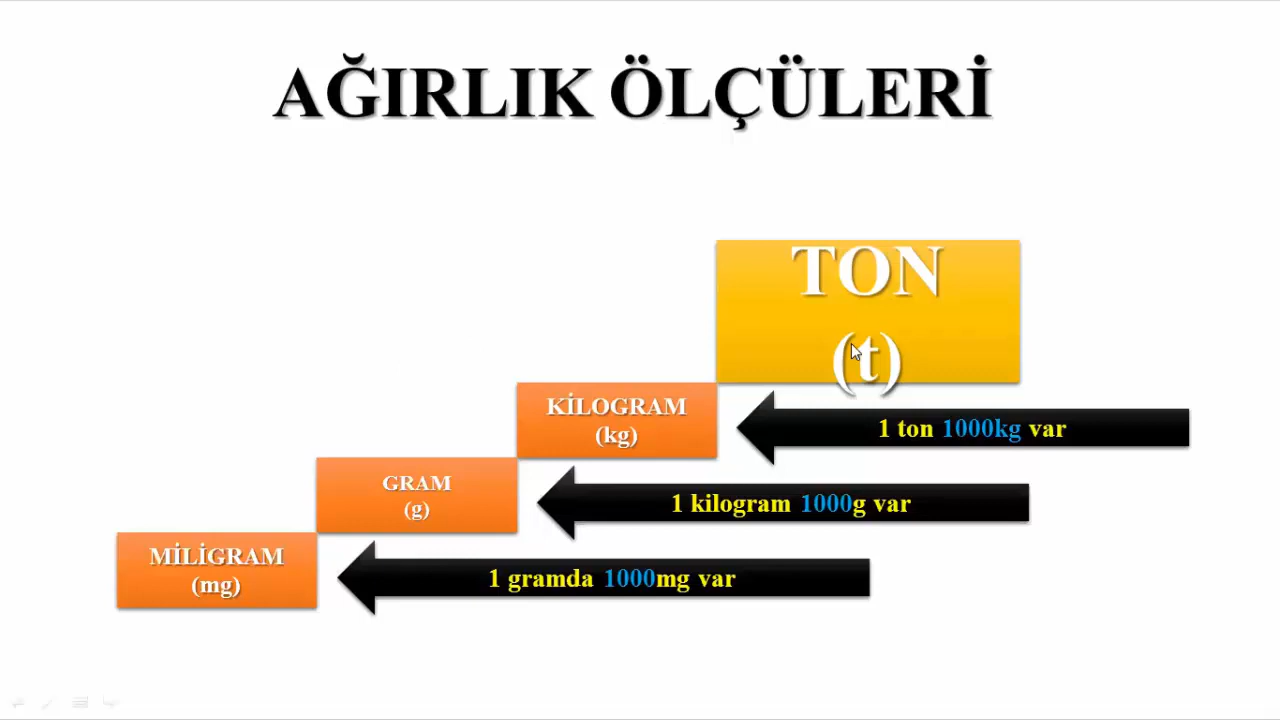 AĞIRLIK ÖLÇÜLERİ
TON
(t)
KİLOGRAM
(kg)
1 ton 1000kg var
GRAM
(g)
1 kilogram 1000g var
MİLİGRAM
(mg)
1 gramda 1000mg var